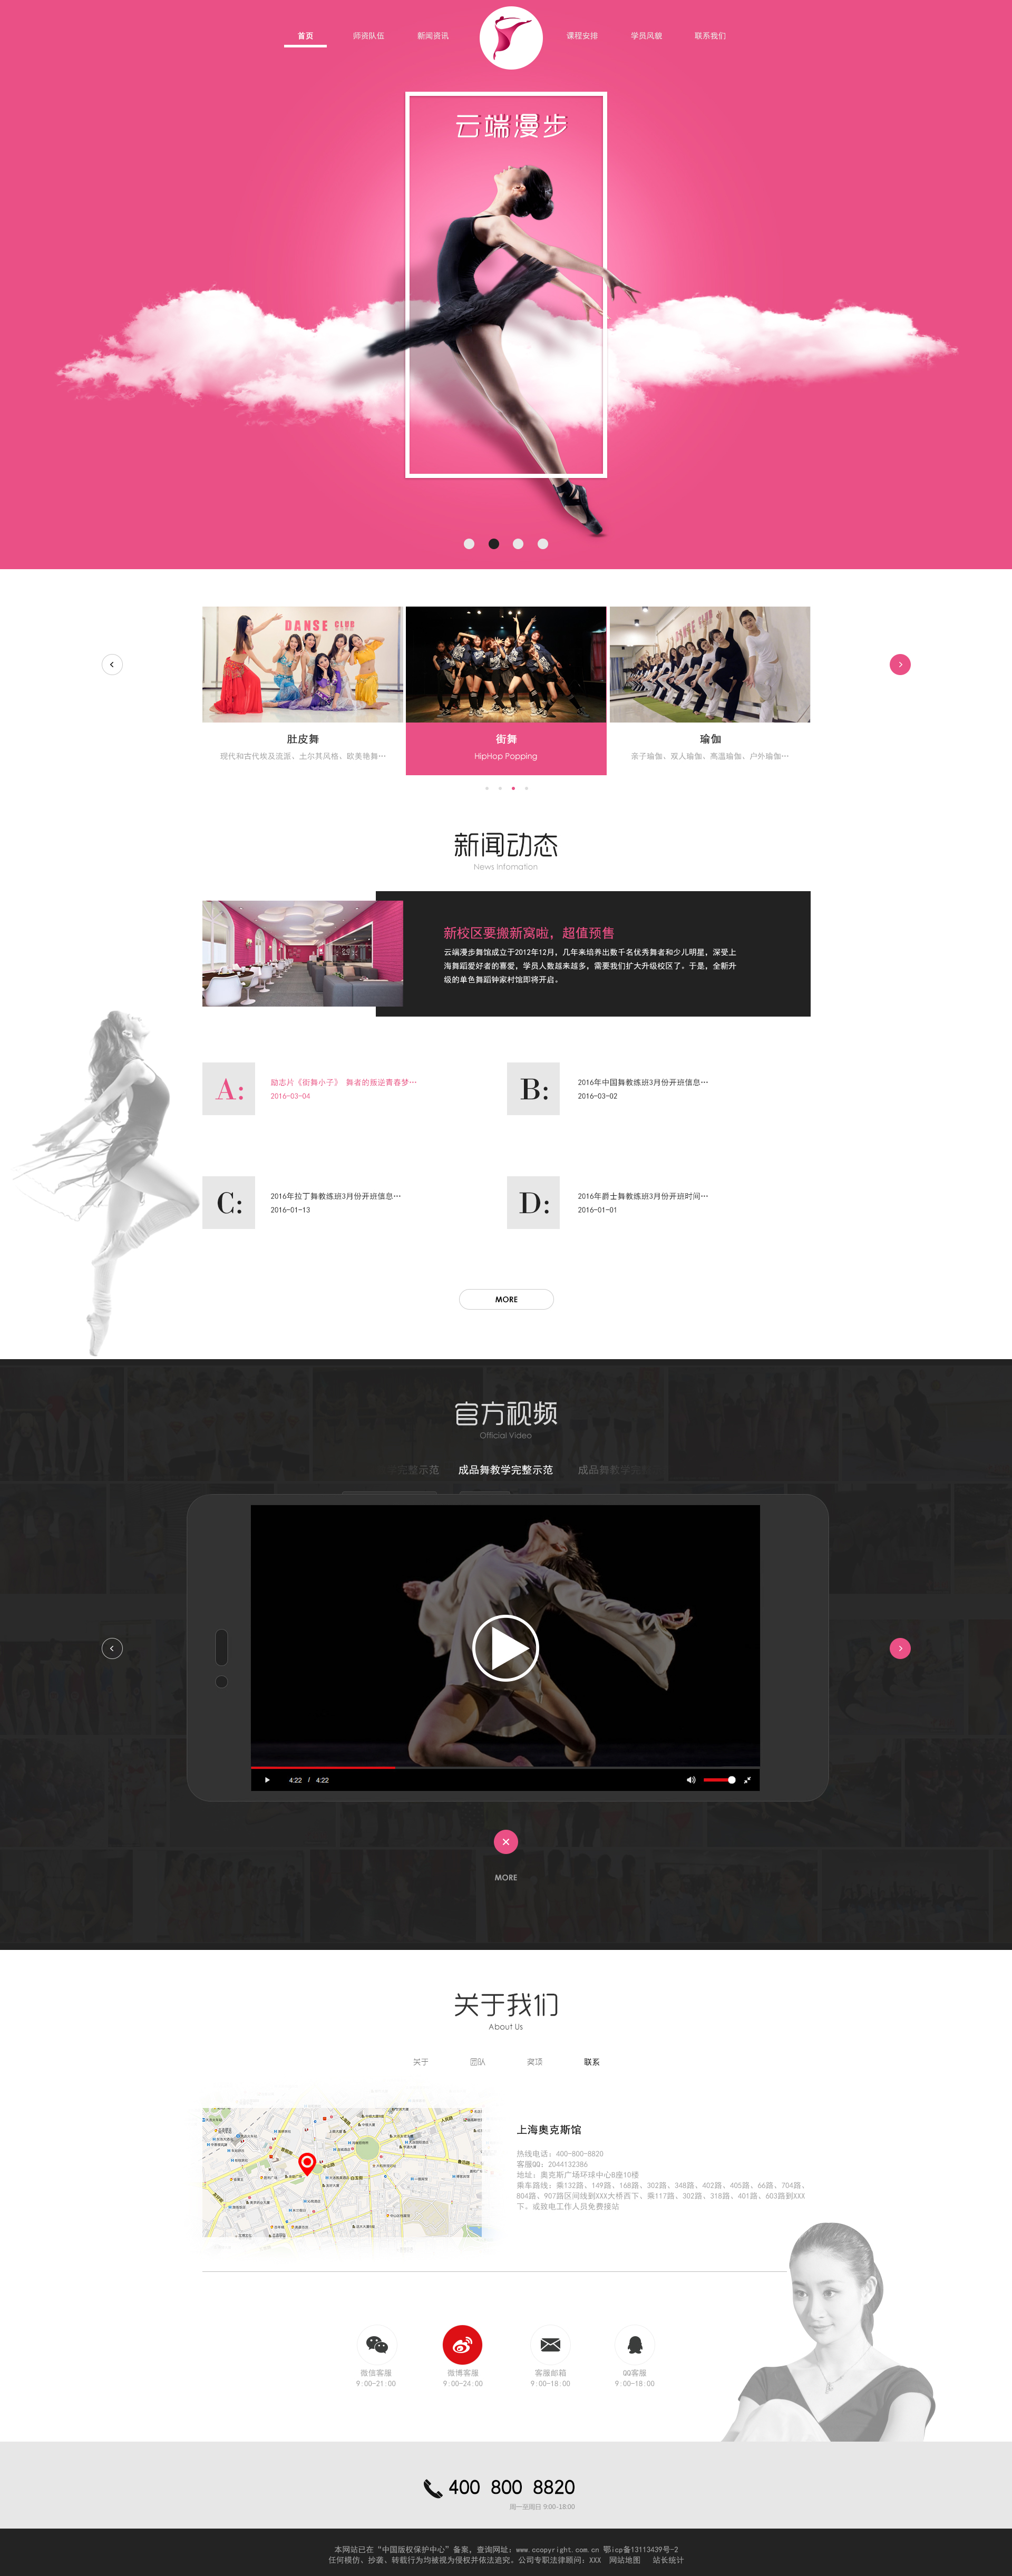 首页 师资队伍 新闻资讯 课程安排 学员风貌 联系我们
云端漫步
DANSE CLUB
DANSE CLUB
肚皮舞
现代和古代埃及流派、土尔其风格、欧美艳舞…
街舞
HipHop Popping
瑜伽
亲子瑜伽、双人瑜伽、高温瑜伽、户外瑜伽…
新闻动态
News Infomation
新校区要搬新窝啦，超值预售
云端漫步舞馆成立于2012年12月，几年来培养出数千名优秀舞者和少儿明星，深受上
海舞蹈爱好者的喜爱，学员人数越来越多，需要我们扩大升级校区了。于是，全新升
级的单色舞蹈钟家村馆即将开启。
A:
励志片《街舞小子》 舞者的叛逆青春梦…
2016-03-04
B:
2016年中国舞教练班3月份开班信息…
2016-03-02
C:
2016年拉丁舞教练班3月份开班信息…
2016-01-13
D:
2016年爵士舞教练班3月份开班时间…
2016-01-01
MORE
官方视频
Official Video
完整示范 成品舞教学完整示范 成品舞教学完
4:22 / 4:22
MORE
关于我们
About Us
关于 团队 奖项 联系
上海奥克斯馆
热线电话：400-800-8820
客服QQ：2044132386
地址：奥克斯广场环球中心B座10楼
乘车路线：乘132路、149路、168路、302路、348路、402路、405路、66路、704路、
804路、907路区间线到XXX大桥西下、乘117路、302路、318路、401路、603路到XXX
下、或致电工作人员免费接站
微信客服
9:00-21:00
微博客服
9:00-24:00
客服邮箱
9:00-18:00
QQ客服
9:00-18:00
400 800 8820
周一至周日 9:00-18:00
本网站已在“中国版权保护中心”备案，查询网址：www.ccopyright.com.cn 鄂icp备13113439号-2
任何模仿、抄袭、转载行为均被视为侵权并依法追究。公司专职法律顾问：XXX 网站地图 站长统计